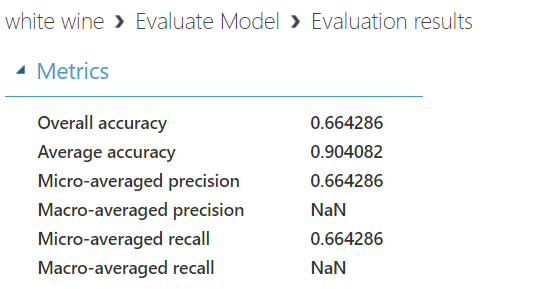 white wine > Evaluate Model > Evaluation results
Metrics
Overall accuracy 0.664286
Average accuracy 0.904082
Micro-averaged precision 0.664286
Macro-averaged precision NaN
Micro-averaged recall 0.664286
Macro-averaged recall NaN